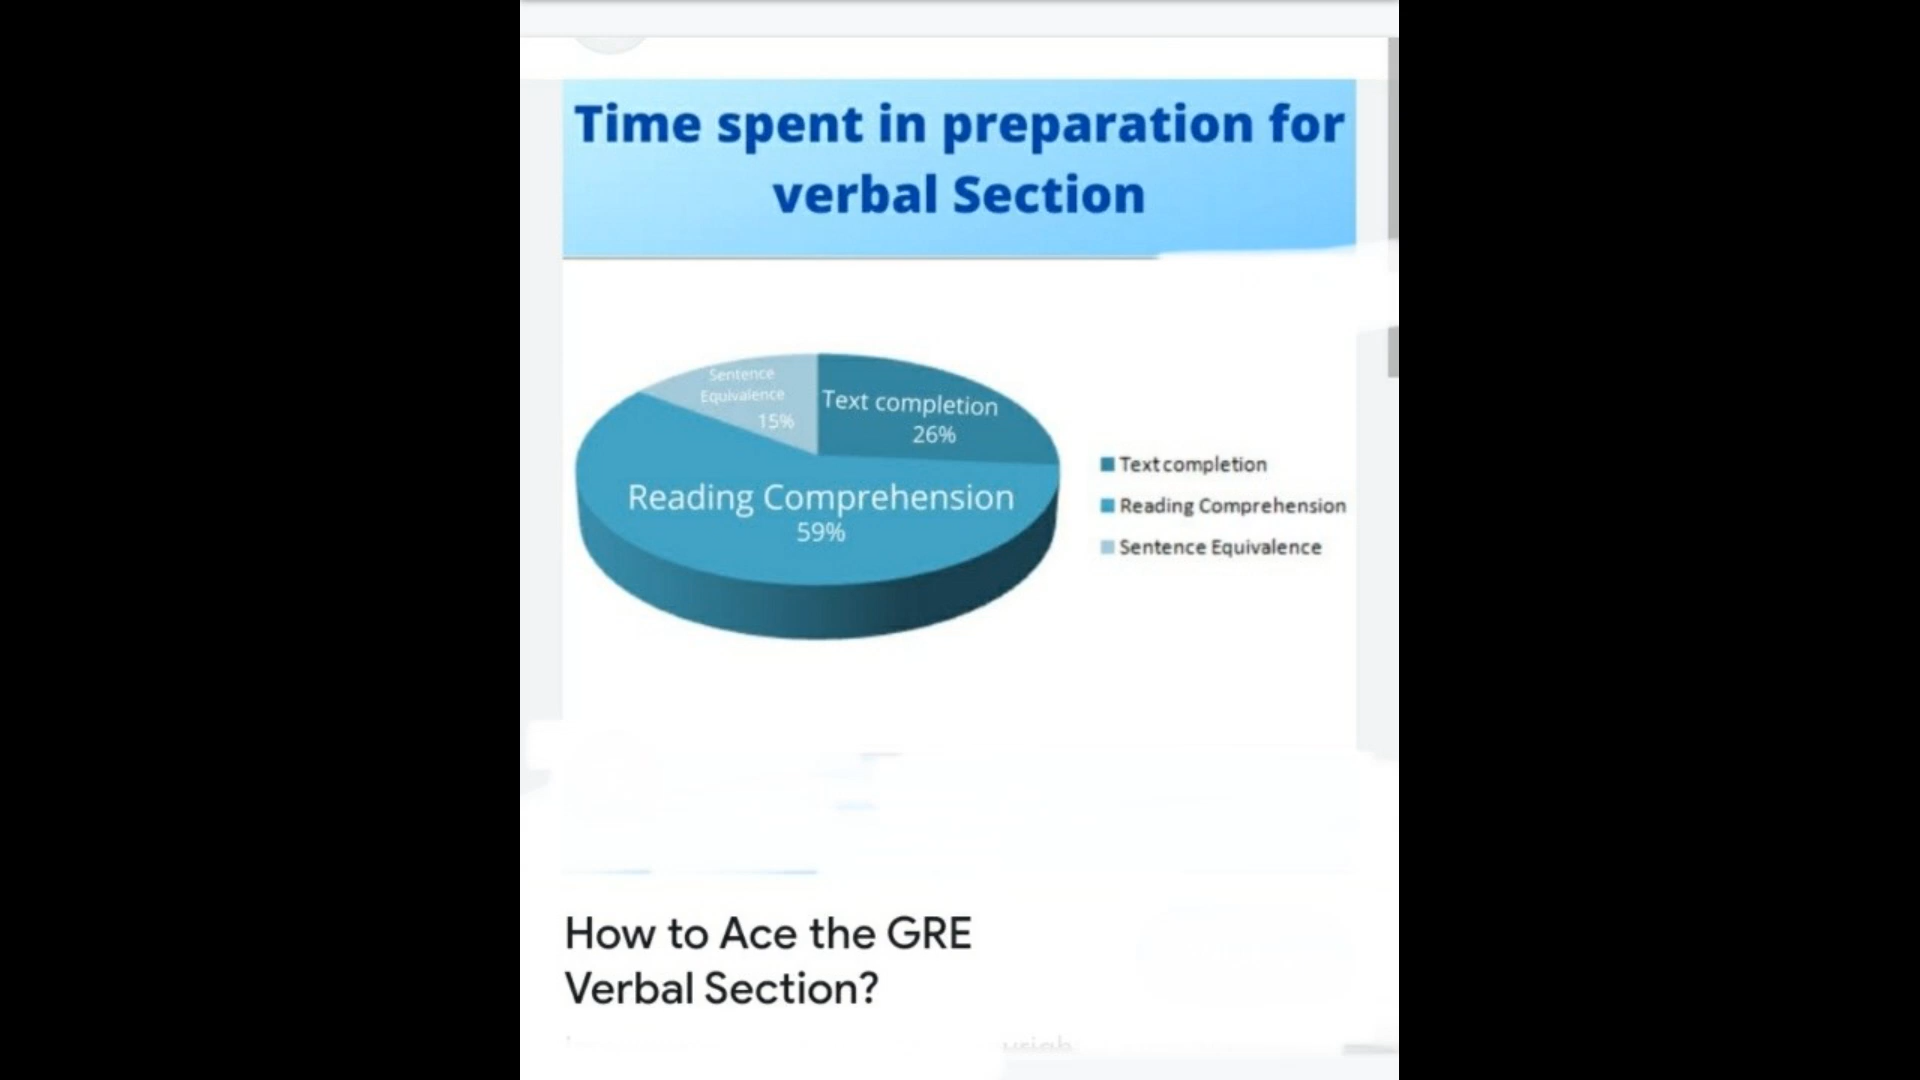 Time spent in preparation for
verbal Section
Sentence
Equivalence
15%
Text completion
26%
Reading Comprehension
59%
Text completion
Reading Comprehension
Sentence Equivalence
How to Ace the GRE
Verbal Section?